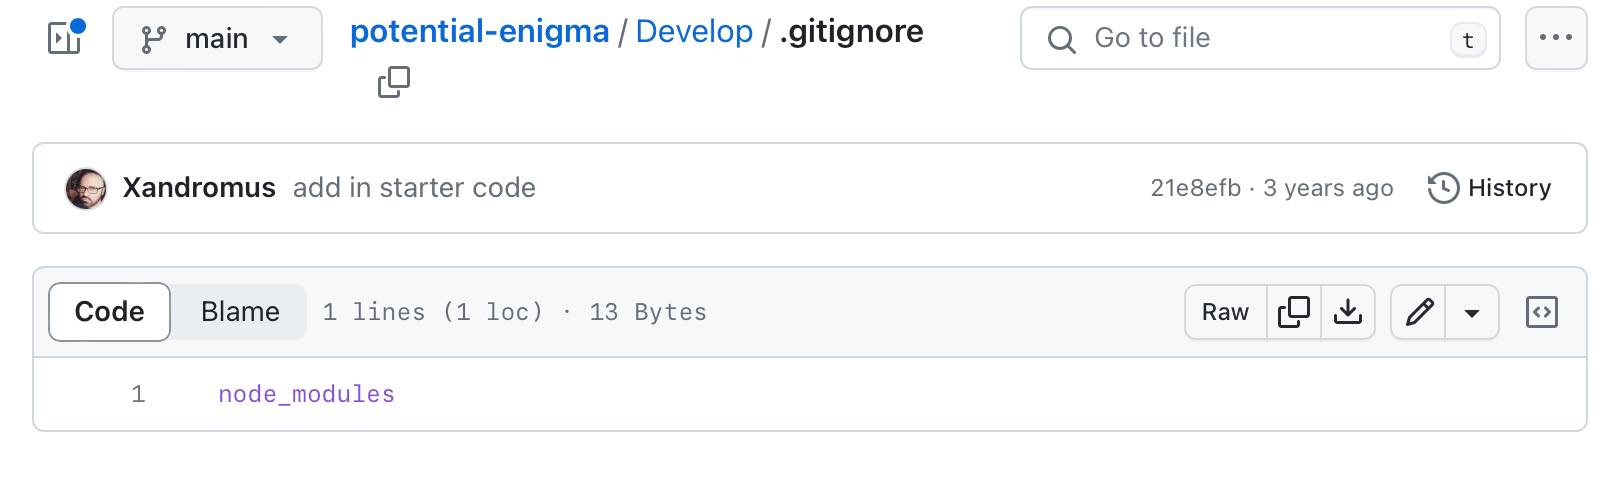 main potential-enigma / Develop / .gitignore Go to file t
Xandromus add in starter code 21e8efb · 3 years ago History
Code Blame 1 lines (1 loc) · 13 Bytes Raw
1 node_modules